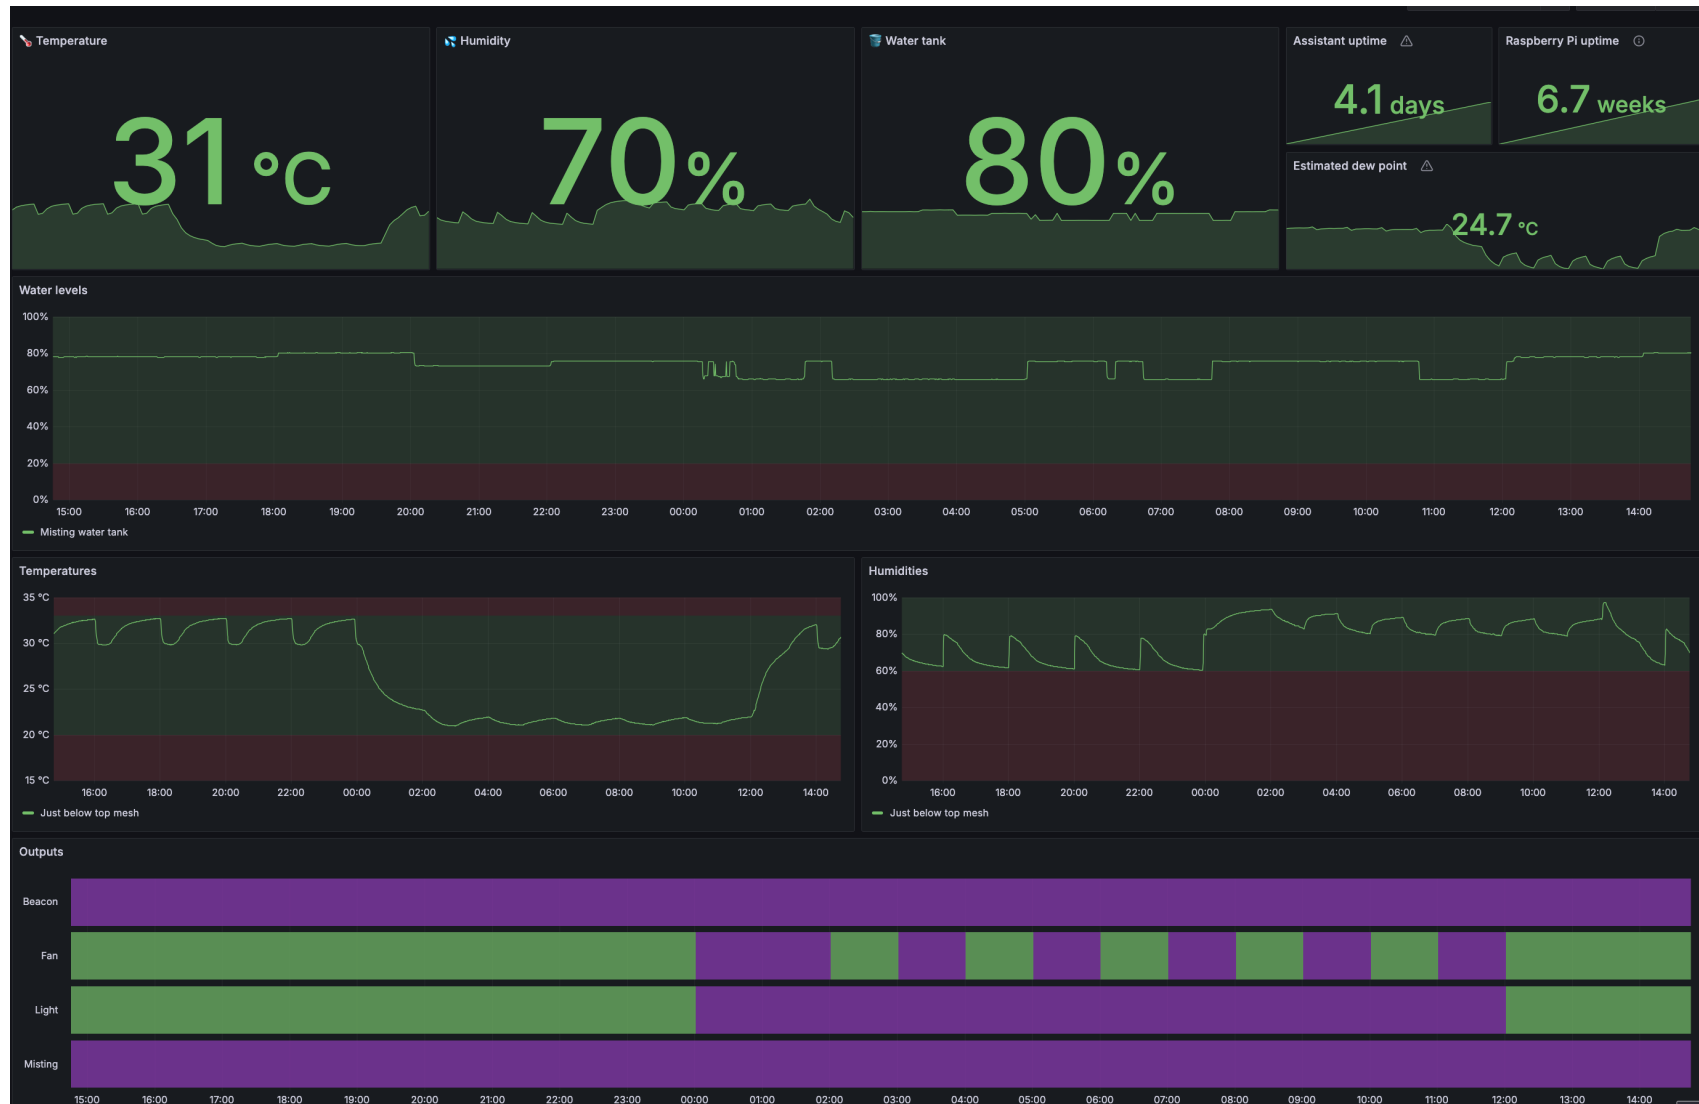 Temperature
31 °C
Humidity
70%
Water tank
80%
Assistant uptime
4.1 days
Raspberry Pi uptime
6.7 weeks
Estimated dew point
24.7 °C
Water levels
100%
80%
60%
40%
20%
0%
15:00 16:00 17:00 18:00 19:00 20:00 21:00 22:00 23:00 00:00 01:00 02:00 03:00 04:00 05:00 06:00 07:00 08:00 09:00 10:00 11:00 12:00 13:00 14:00
Misting water tank
Temperatures
35 °C
30 °C
25 °C
20 °C
15 °C
16:00 18:00 20:00 22:00 00:00 02:00 04:00 06:00 08:00 10:00 12:00 14:00
Just below top mesh
Humidities
100%
80%
60%
40%
20%
0%
16:00 18:00 20:00 22:00 00:00 02:00 04:00 06:00 08:00 10:00 12:00 14:00
Just below top mesh
Outputs
Beacon
Fan
Light
Misting
15:00 16:00 17:00 18:00 19:00 20:00 21:00 22:00 23:00 00:00 01:00 02:00 03:00 04:00 05:00 06:00 07:00 08:00 09:00 10:00 11:00 12:00 13:00 14:00